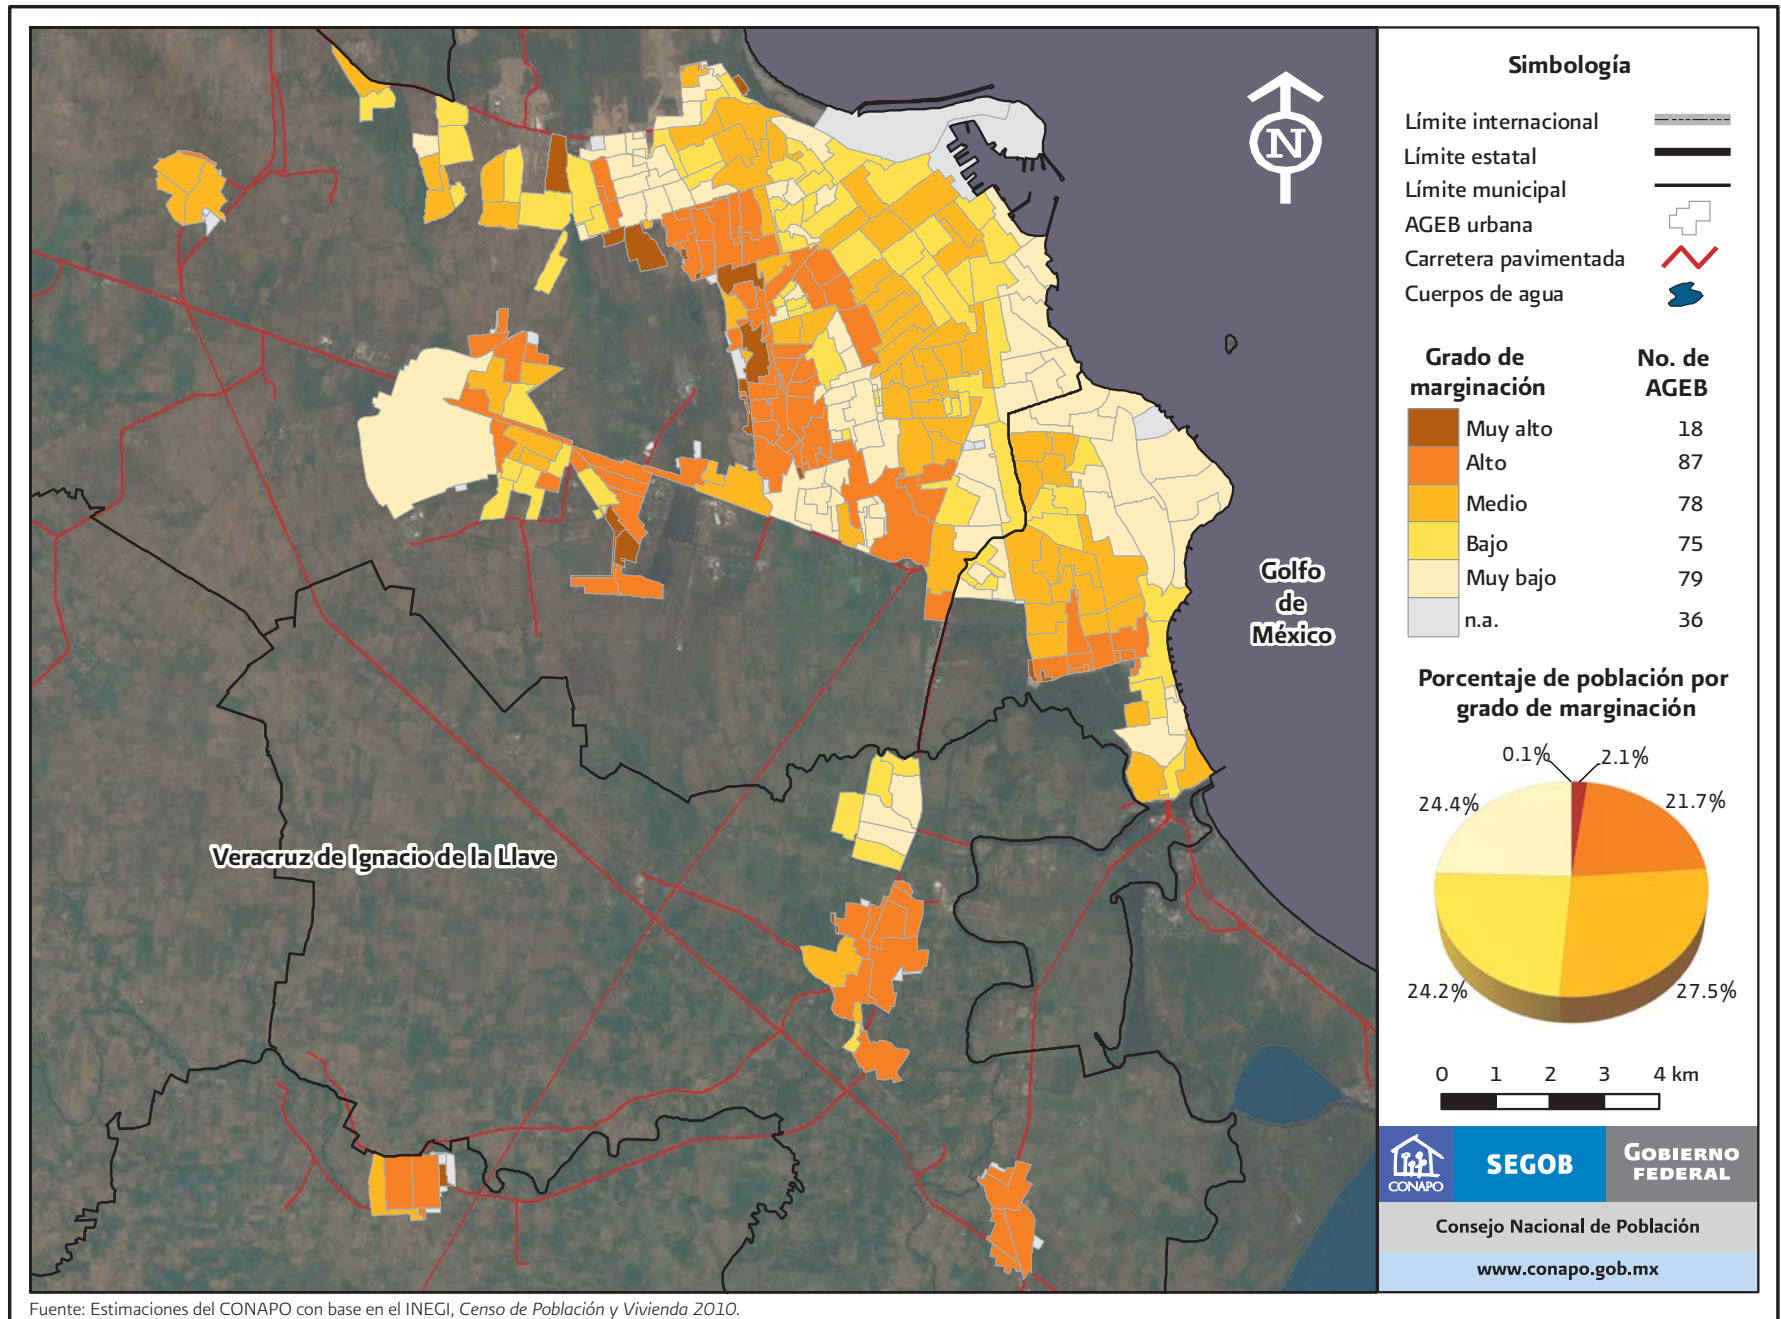 N
Golfo
de
México
Veracruz de Ignacio de la Llave
Simbología
Límite internacional
Límite estatal
Límite municipal
AGEB urbana
Carretera pavimentada
Cuerpos de agua
Grado de marginación No. de AGEB
Muy alto 18
Alto 87
Medio 78
Bajo 75
Muy bajo 79
n.a. 36
Porcentaje de población por
grado de marginación
0.1% 2.1%
24.4% 21.7%
24.2% 27.5%
0 1 2 3 4 km
CONAPO
SEGOB
GOBIERNO
FEDERAL
Consejo Nacional de Población
www.conapo.gob.mx
Fuente: Estimaciones del CONAPO con base en el INEGI, Censo de Población y Vivienda 2010.